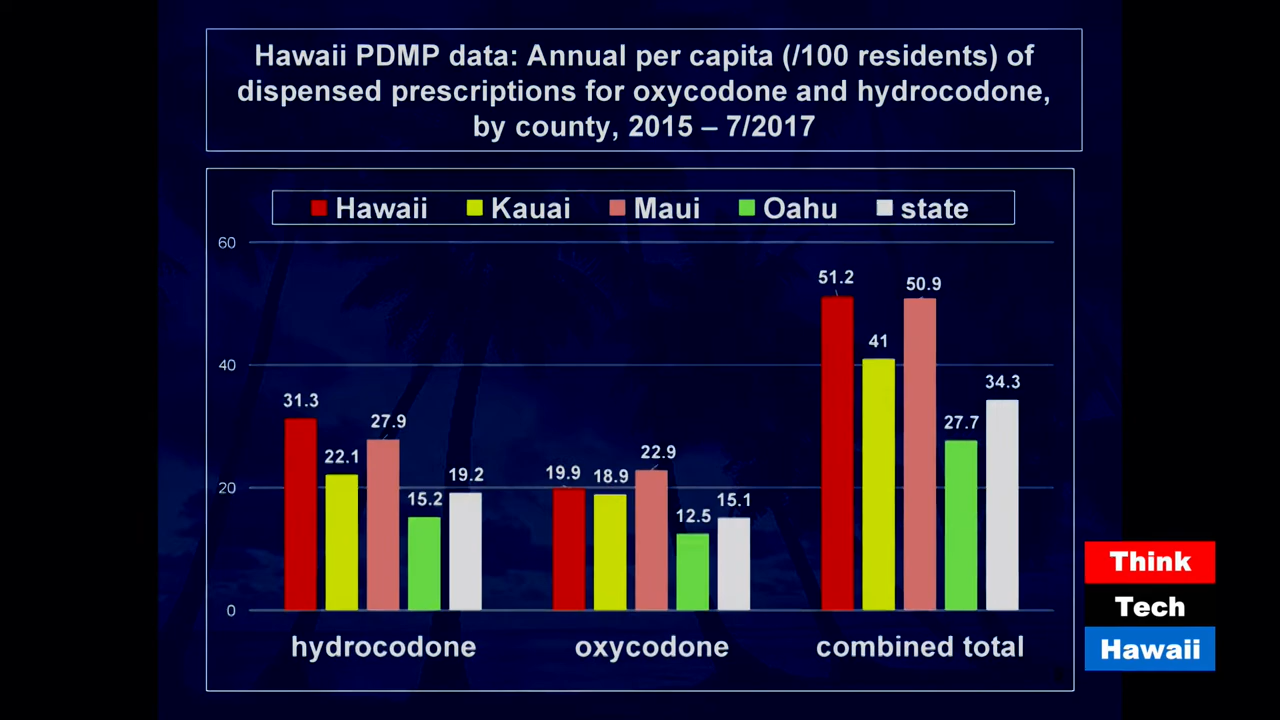 Hawaii PDMP data: Annual per capita (/100 residents) of
dispensed prescriptions for oxycodone and hydrocodone,
by county, 2015 – 7/2017
Hawaii Kauai Maui Oahu state
60
40
20
0
31.3
22.1
27.9
15.2
19.2
19.9
18.9
22.9
12.5
15.1
51.2
41
50.9
27.7
34.3
hydrocodone oxycodone combined total
Think
Tech
Hawaii